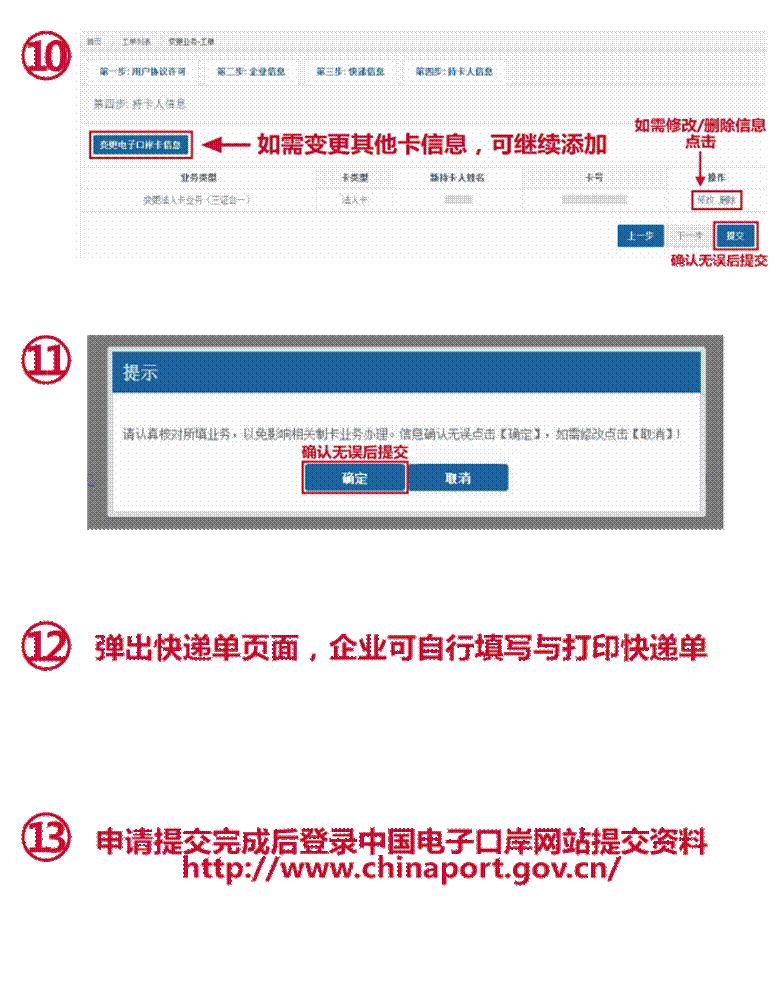 ⑩
首页 工单列表 变更业务-工单
第一步: 用户协议许可 第二步: 企业信息 第三步: 快递信息 第四步: 持卡人信息
第四步: 持卡人信息
如需修改/删除信息
点击
变更电子口岸卡信息 如需变更其他卡信息，可继续添加
业务类型 卡类型 新持卡人姓名 卡号 操作
变更法人卡业务（三证合一） 法人卡 修改 删除
上一步 下一步 提交
确认无误后提交
⑪
提示
请认真核对所填业务，以免影响相关制卡业务办理。信息确认无误点击【确定】，如需修改点击【取消】！
确认无误后提交
确定 取消
⑫ 弹出快递单页面，企业可自行填写与打印快递单
⑬ 申请提交完成后登录中国电子口岸网站提交资料
http://www.chinaport.gov.cn/